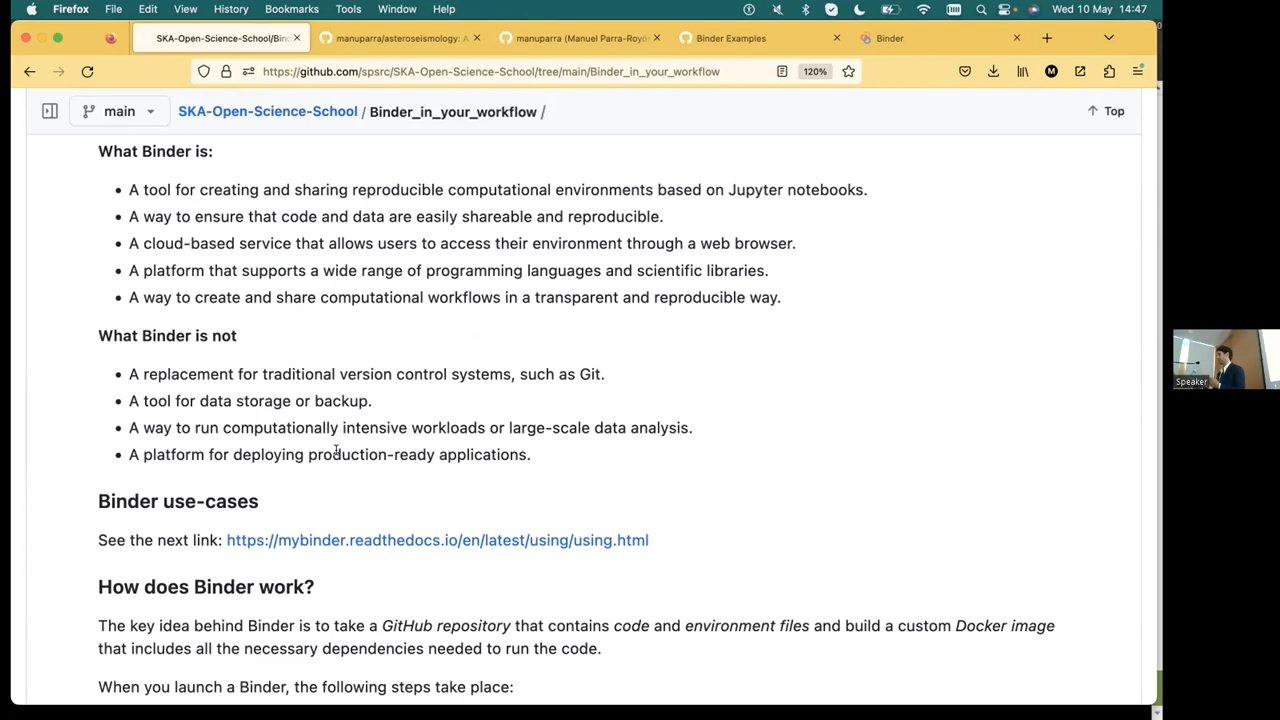 Firefox File Edit View History Bookmarks Tools Window Help Wed 10 May 14:47
SKA-Open-Science-School/Bind manuparra/asteroseismology: A manuparra (Manuel Parra-Royón Binder Examples Binder
https://github.com/spsrc/SKA-Open-Science-School/tree/main/Binder_in_your_workflow 120%
main SKA-Open-Science-School / Binder_in_your_workflow / Top
What Binder is:
• A tool for creating and sharing reproducible computational environments based on Jupyter notebooks.
• A way to ensure that code and data are easily shareable and reproducible.
• A cloud-based service that allows users to access their environment through a web browser.
• A platform that supports a wide range of programming languages and scientific libraries.
• A way to create and share computational workflows in a transparent and reproducible way.
What Binder is not
• A replacement for traditional version control systems, such as Git.
• A tool for data storage or backup.
• A way to run computationally intensive workloads or large-scale data analysis.
• A platform for deploying production-ready applications.
Binder use-cases
See the next link: https://mybinder.readthedocs.io/en/latest/using/using.html
How does Binder work?
The key idea behind Binder is to take a GitHub repository that contains code and environment files and build a custom Docker image
that includes all the necessary dependencies needed to run the code.
When you launch a Binder, the following steps take place:
Speaker